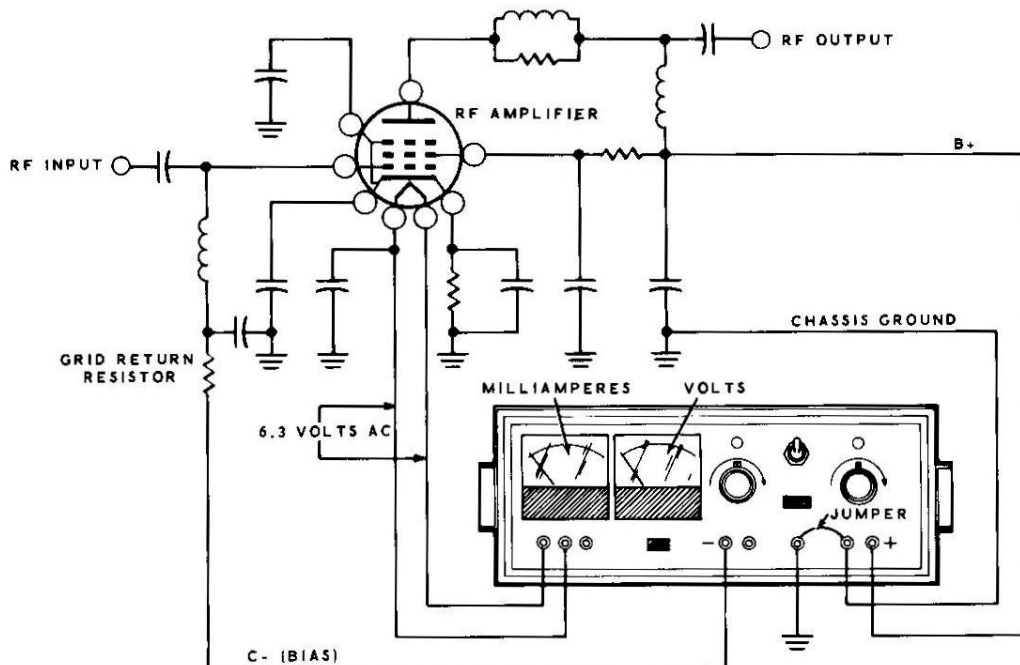 RF OUTPUT
RF AMPLIFIER
RF INPUT
B+
CHASSIS GROUND
GRID RETURN
RESISTOR
MILLIAMPERES
VOLTS
6.3 VOLTS AC
JUMPER
-
+
C- (BIAS)